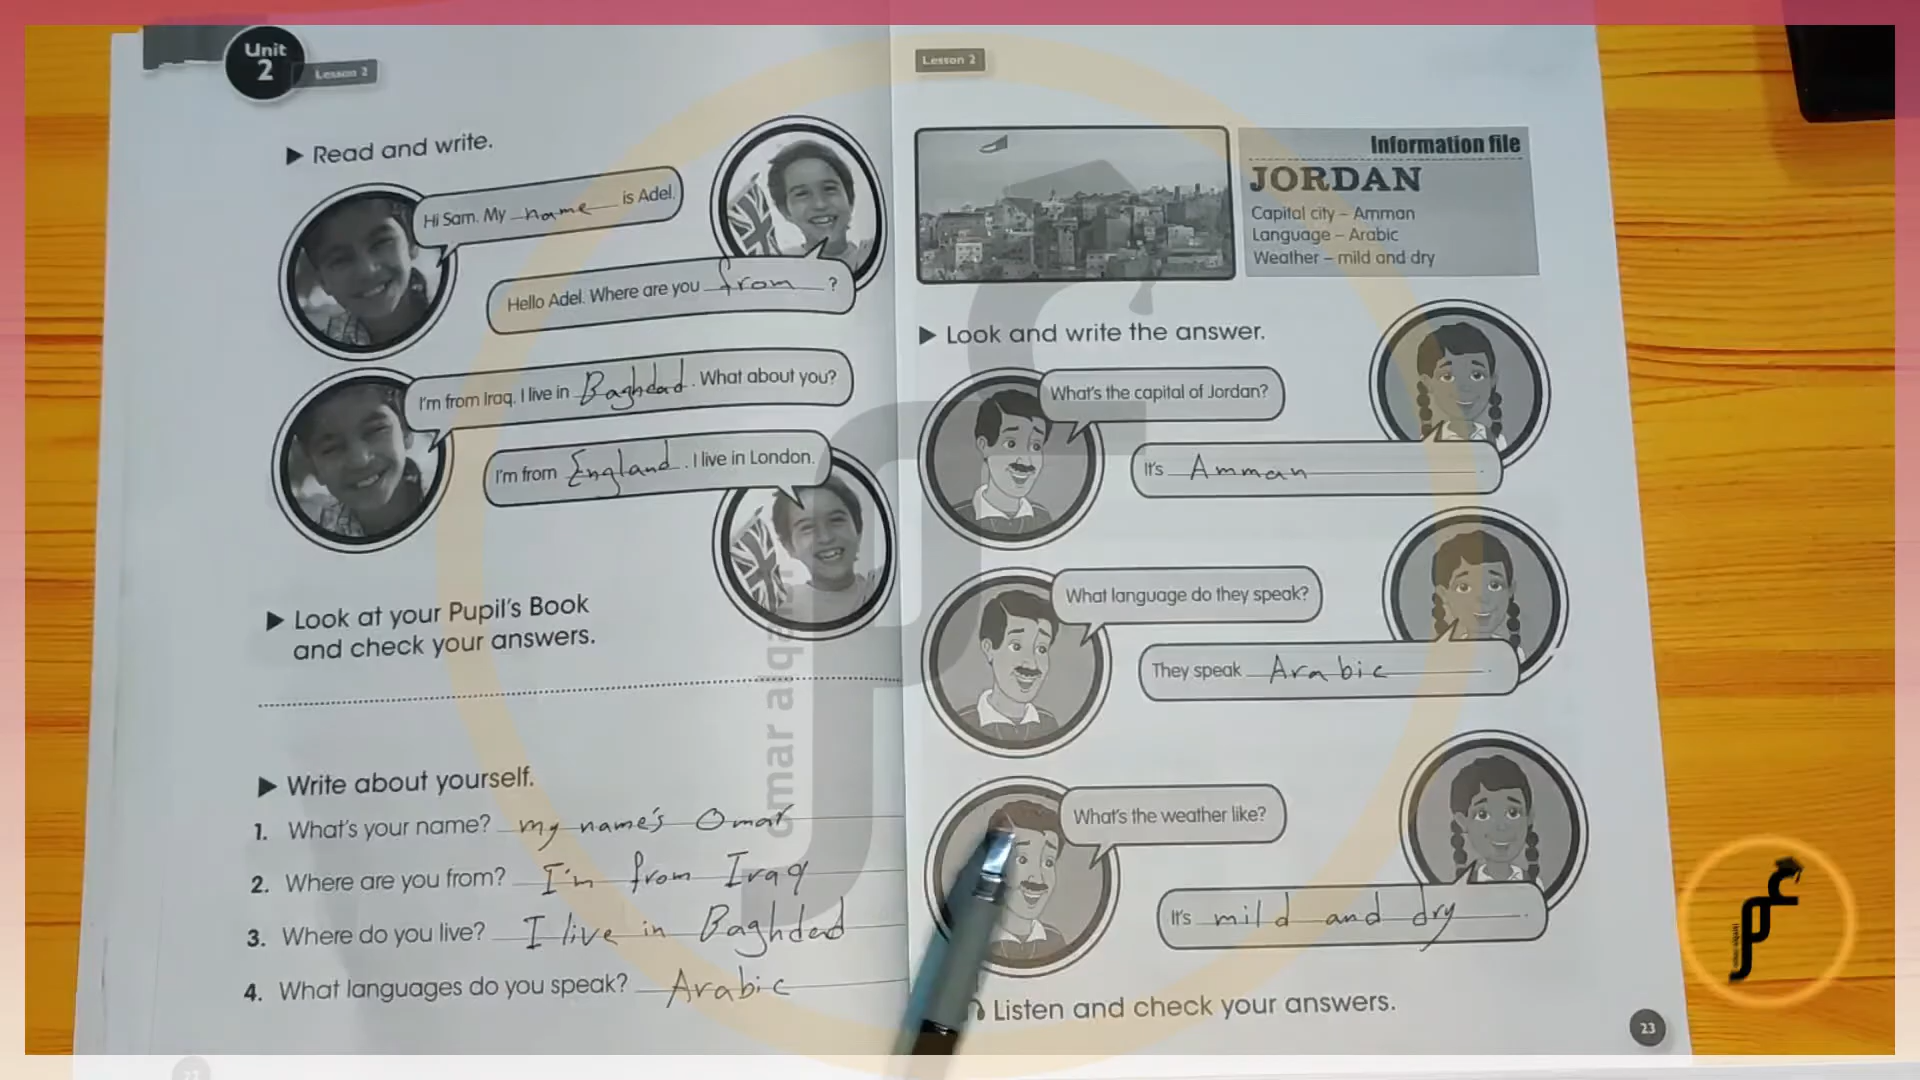 Unit
2
Lesson 2
Read and write.
Hi Sam. My name is Adel.
Hello Adel. Where are you from ?
I'm from Iraq. I live in Baghdad. What about you?
I'm from England. I live in London.
Look at your Pupil's Book
and check your answers.
Write about yourself.
1. What's your name? my name's Omar
2. Where are you from? I'm from Iraq
3. Where do you live? I live in Baghdad
4. What languages do you speak? Arabic
22
Lesson 2
Information file
JORDAN
Capital city – Amman
Language – Arabic
Weather – mild and dry
Look and write the answer.
What's the capital of Jordan?
It's Amman.
What language do they speak?
They speak Arabic.
What's the weather like?
It's mild and dry.
Listen and check your answers.
23